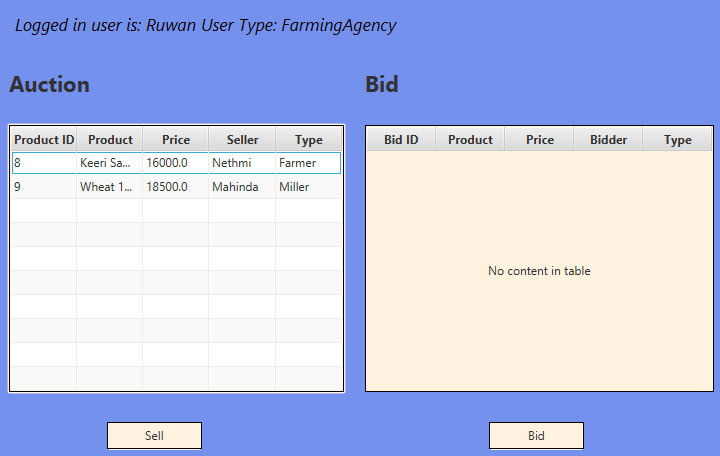 Logged in user is: Ruwan User Type: FarmingAgency
Auction
Product ID Product Price Seller Type
8 Keeri Sa... 16000.0 Nethmi Farmer
9 Wheat 1... 18500.0 Mahinda Miller
Sell
Bid
Bid ID Product Price Bidder Type
No content in table
Bid